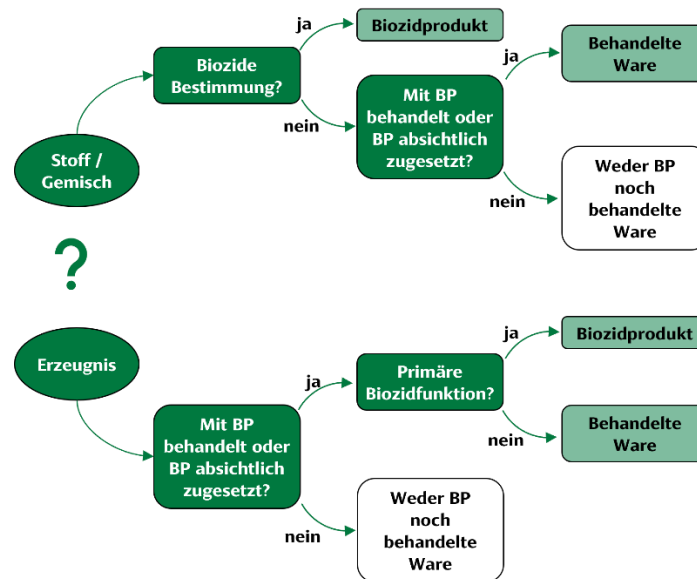 ja
Biozidprodukt
Biozide
Bestimmung?
nein
Mit BP
behandelt oder
BP absichtlich
zugesetzt?
ja
Behandelte
Ware
nein
Weder BP
noch
behandelte
Ware
Stoff /
Gemisch
?
Erzeugnis
Mit BP
behandelt oder
BP absichtlich
zugesetzt?
ja
Primäre
Biozidfunktion?
ja
Biozidprodukt
nein
Behandelte
Ware
nein
Weder BP
noch
behandelte
Ware